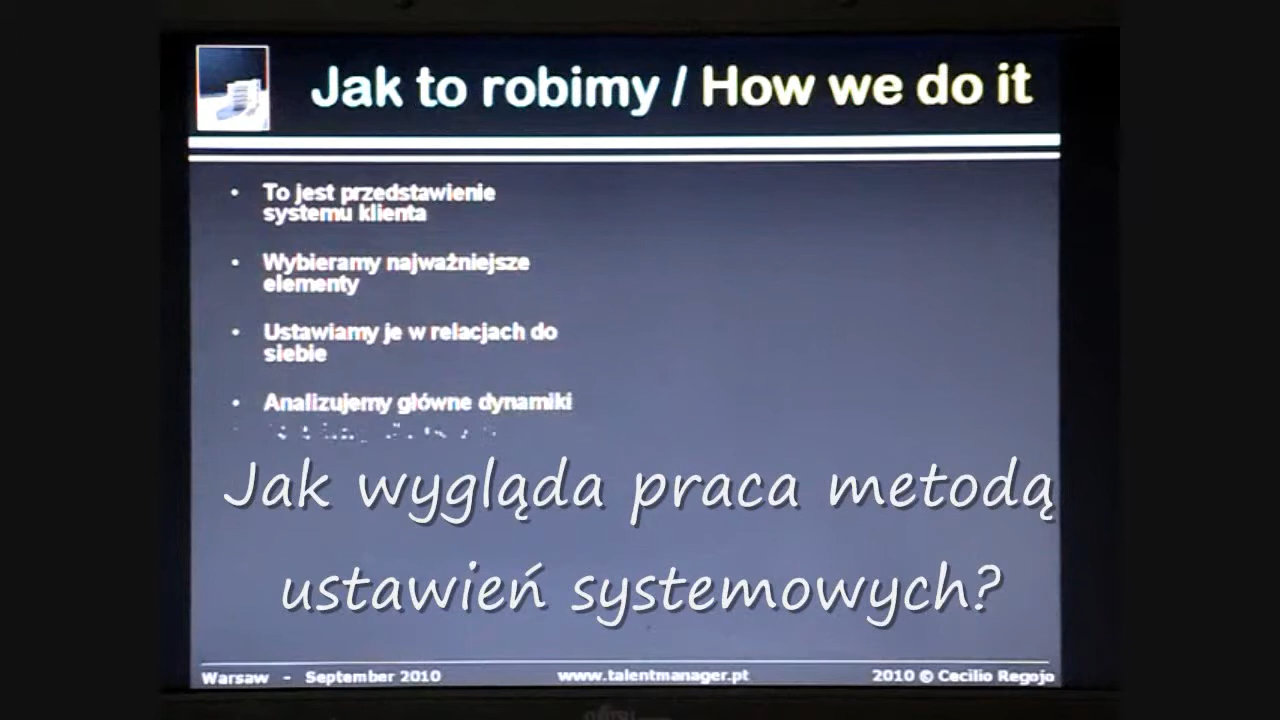 Jak to robimy / How we do it
• To jest przedstawienie
systemu klienta
• Wybieramy najważniejsze
elementy
• Ustawiamy je w relacjach do
siebie
• Analizujemy główne dynamiki
Jak wygląda praca metodą
ustawień systemowych?
Warsaw - September 2010 www.talentmanager.pt 2010 © Cecilio Regojo